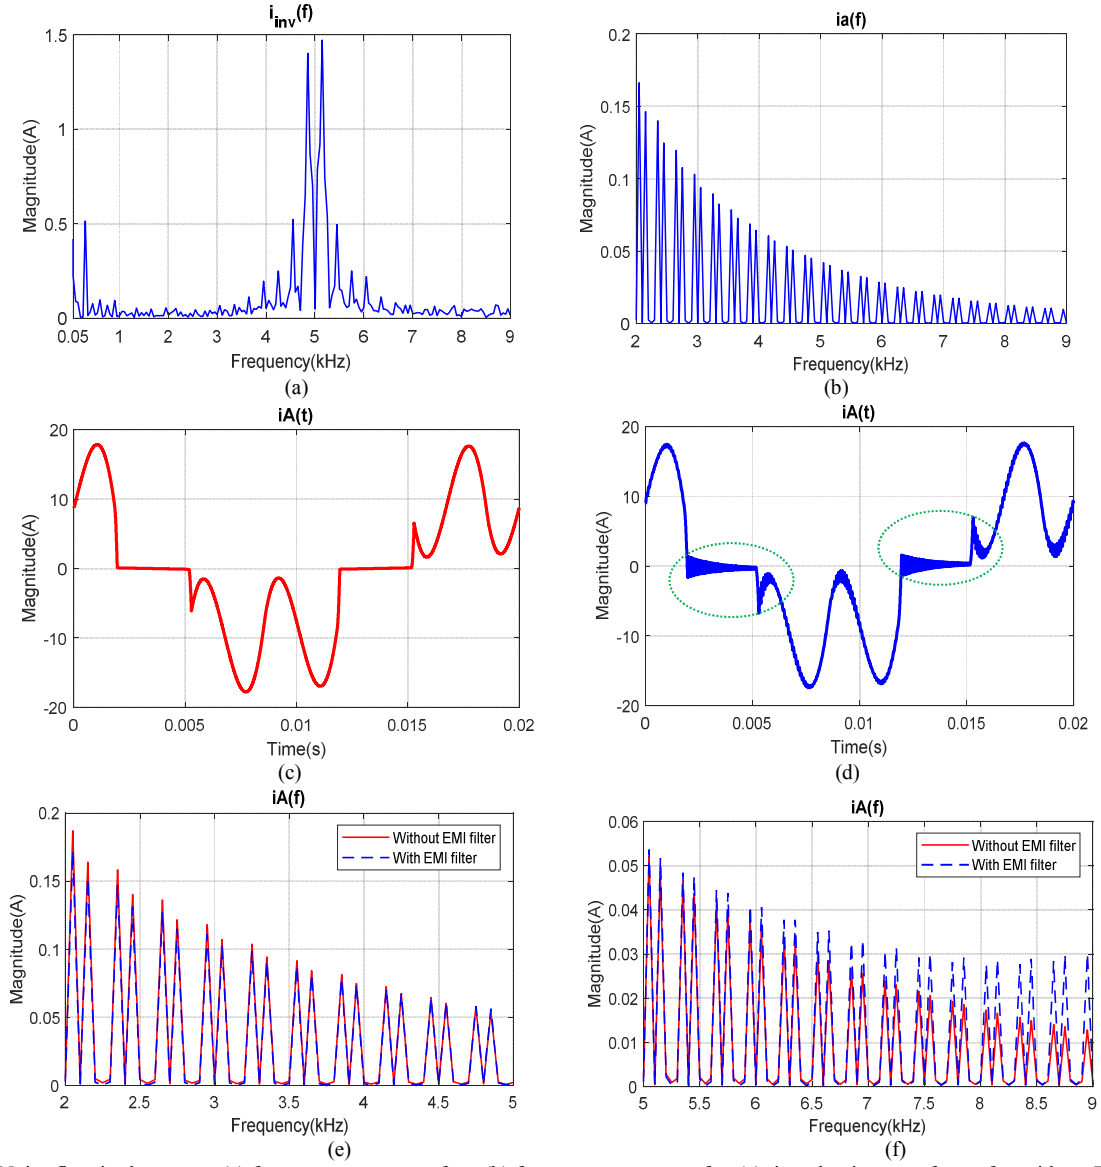 i_inv(f)
Magnitude(A)
1.5
1
0.5
0
0.05 1 2 3 4 5 6 7 8 9
Frequency(kHz)
(a)
ia(f)
Magnitude(A)
0.2
0.15
0.1
0.05
0
2 3 4 5 6 7 8 9
Frequency(kHz)
(b)
iA(t)
Magnitude(A)
20
10
0
-10
-20
0 0.005 0.01 0.015 0.02
Time(s)
(c)
iA(t)
Magnitude(A)
20
10
0
-10
-20
0 0.005 0.01 0.015 0.02
Time(s)
(d)
iA(f)
Without EMI filter
With EMI filter
Magnitude(A)
0.2
0.15
0.1
0.05
0
2 2.5 3 3.5 4 4.5 5
Frequency(kHz)
(e)
iA(f)
Without EMI filter
With EMI filter
Magnitude(A)
0.06
0.05
0.04
0.03
0.02
0.01
0
5 5.5 6 6.5 7 7.5 8 8.5 9
Frequency(kHz)
(f)